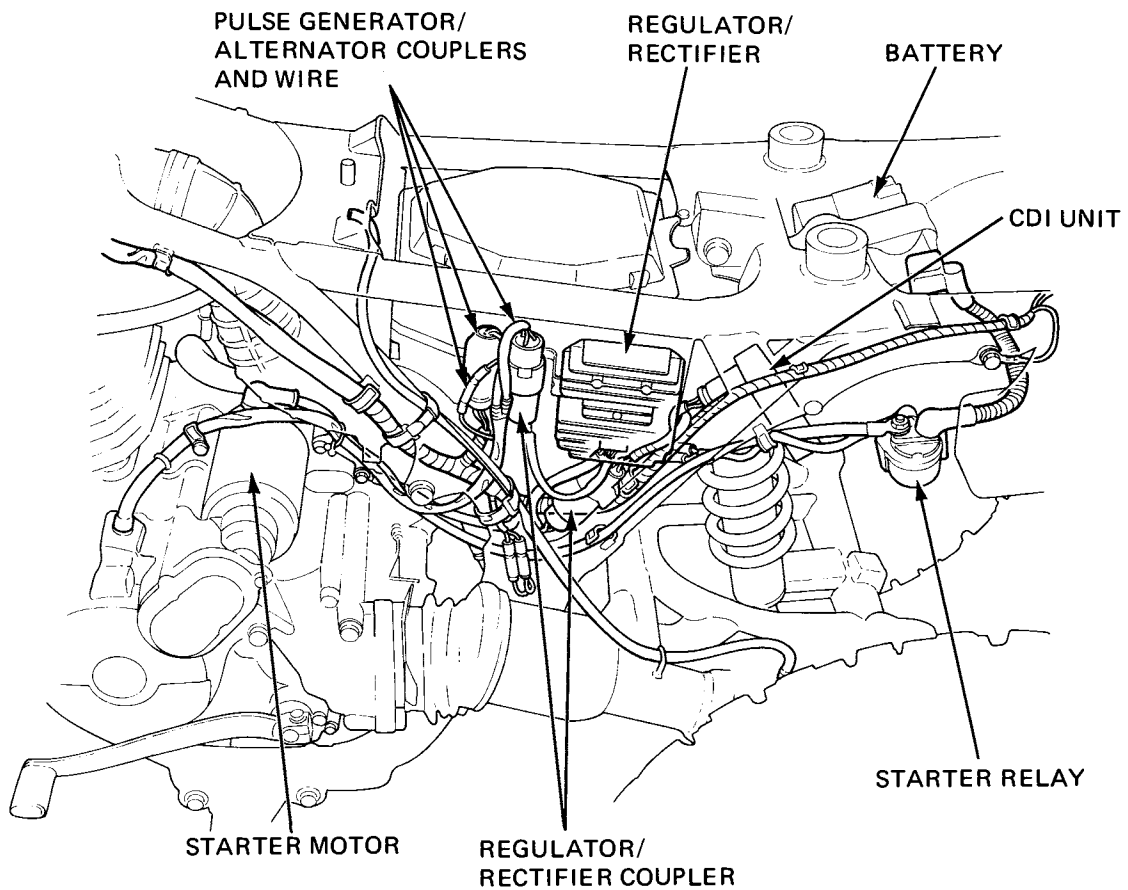 PULSE GENERATOR/
ALTERNATOR COUPLERS
AND WIRE
REGULATOR/
RECTIFIER
BATTERY
CDI UNIT
STARTER RELAY
STARTER MOTOR
REGULATOR/
RECTIFIER COUPLER